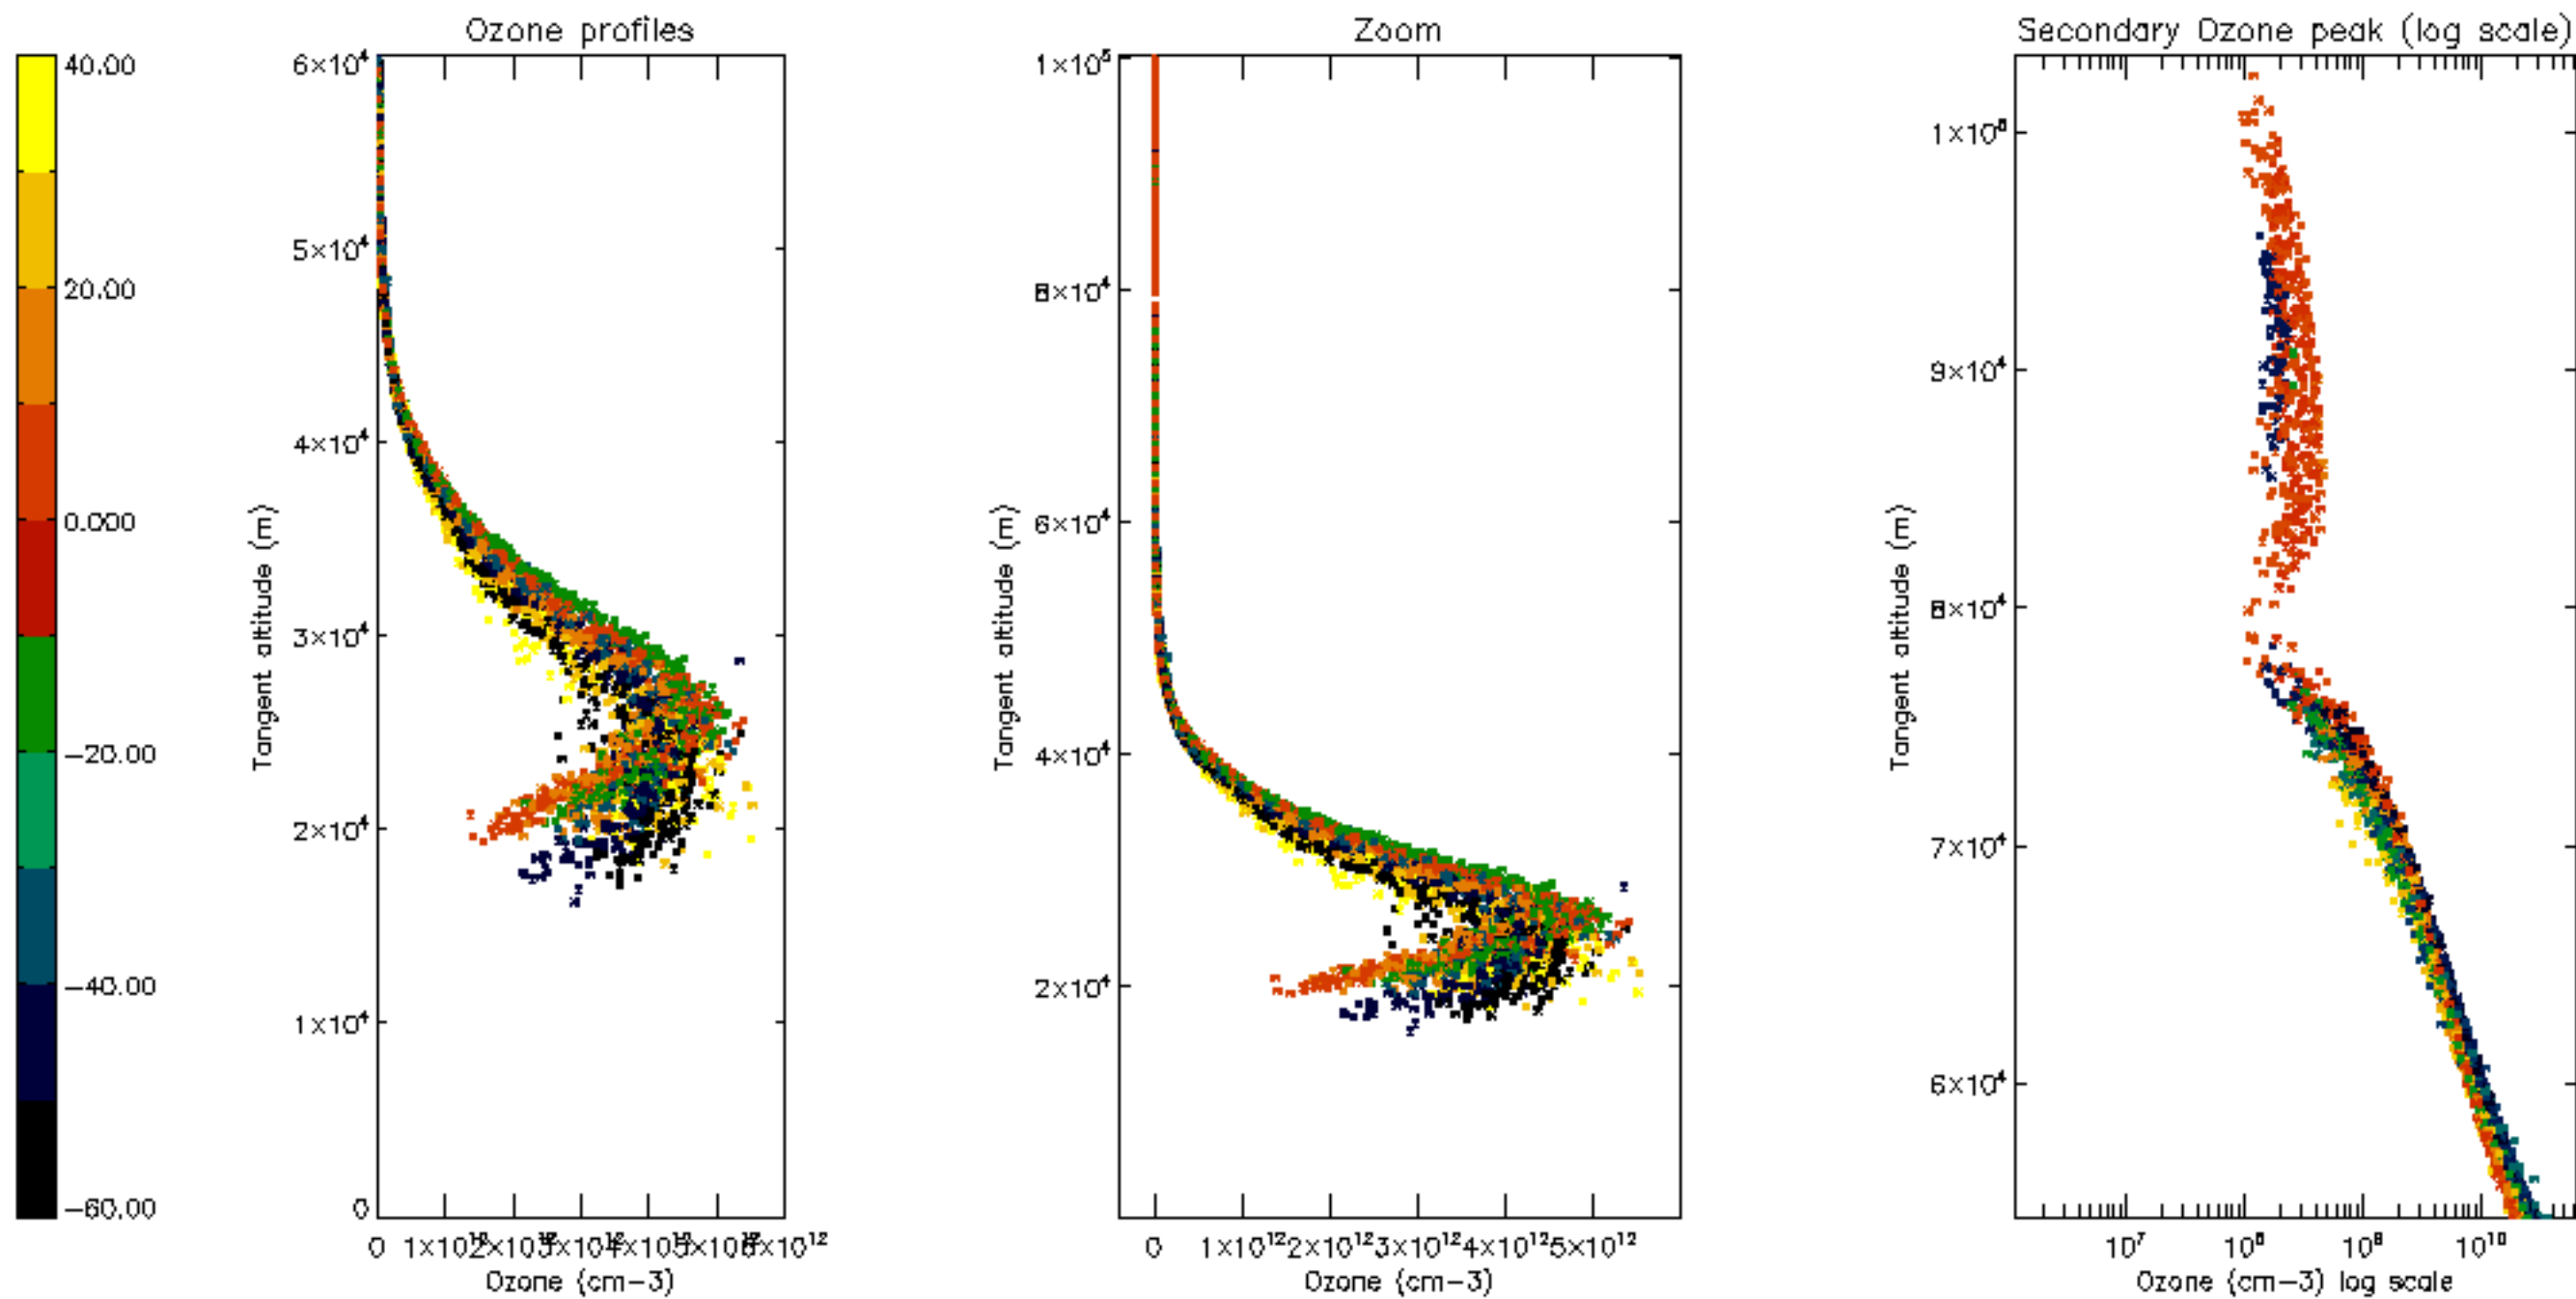 Ozone profiles
Zoom
Secondary Ozone peak (log scale)
40.00
20.00
0.000
-20.00
-40.00
-60.00
Tangent altitude (m)
6×10⁴
5×10⁴
4×10⁴
3×10⁴
2×10⁴
1×10⁴
0
0
Ozone (cm-3)
Tangent altitude (m)
1×10⁵
8×10⁴
6×10⁴
4×10⁴
2×10⁴
0 1×10¹² 2×10¹² 3×10¹² 4×10¹² 5×10¹²
Ozone (cm-3)
Tangent altitude (m)
9×10⁴
8×10⁴
7×10⁴
6×10⁴
10⁷ 10⁸ 10⁹ 10¹⁰
Ozone (cm-3) log scale